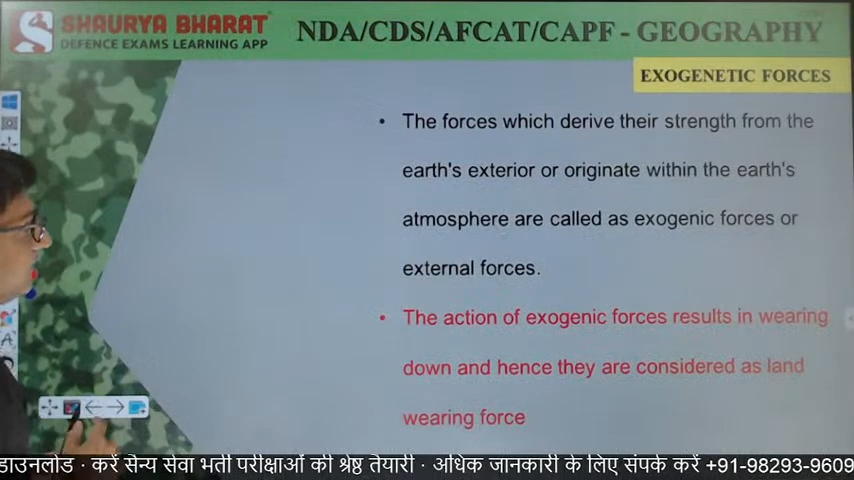 SHAURYA BHARAT
DEFENCE EXAMS LEARNING APP
NDA/CDS/AFCAT/CAPF - GEOGRAPHY
EXOGENETIC FORCES
• The forces which derive their strength from the
earth's exterior or originate within the earth's
atmosphere are called as exogenic forces or
external forces.
• The action of exogenic forces results in wearing
down and hence they are considered as land
wearing force
डाउनलोड · करें सैन्य सेवा भर्ती परीक्षाओं की श्रेष्ठ तैयारी · अधिक जानकारी के लिए संपर्क करें +91-98293-9609